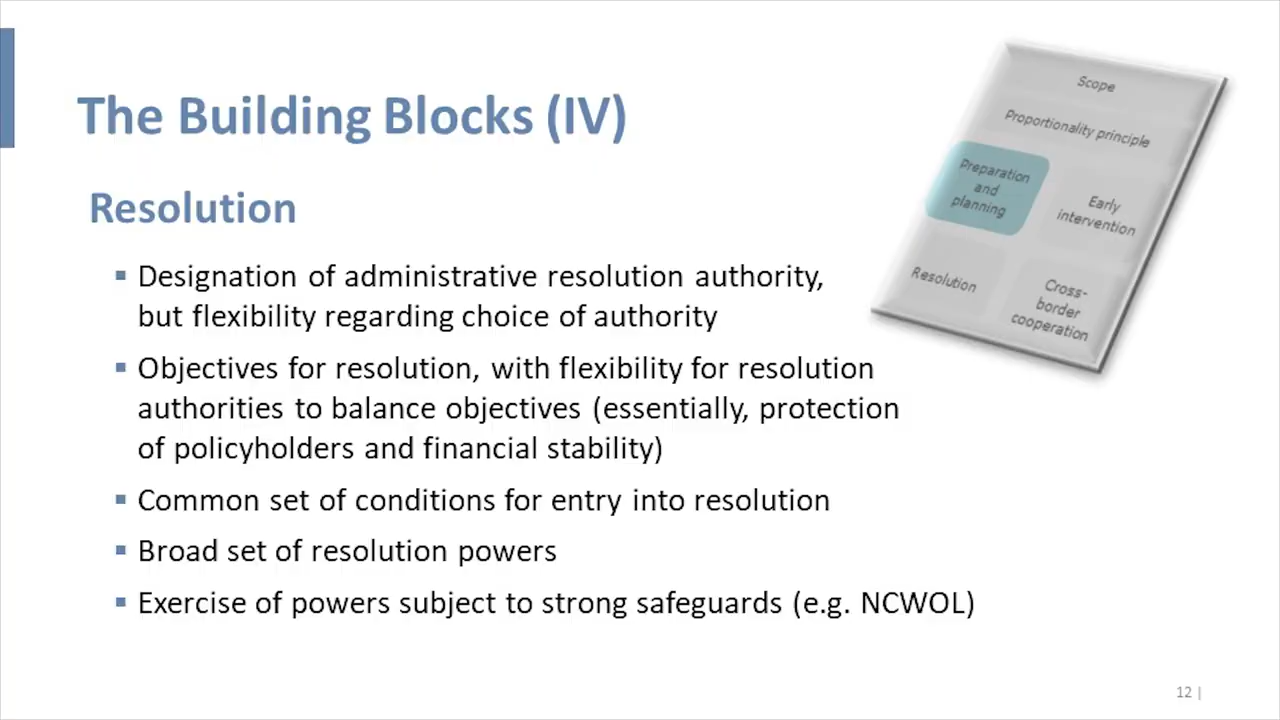 The Building Blocks (IV)
Resolution
▪ Designation of administrative resolution authority,
but flexibility regarding choice of authority
▪ Objectives for resolution, with flexibility for resolution
authorities to balance objectives (essentially, protection
of policyholders and financial stability)
▪ Common set of conditions for entry into resolution
▪ Broad set of resolution powers
▪ Exercise of powers subject to strong safeguards (e.g. NCWOL)
Scope
Proportionality principle
Preparation
and
planning
Early
intervention
Resolution
Cross-
border
cooperation
12 |